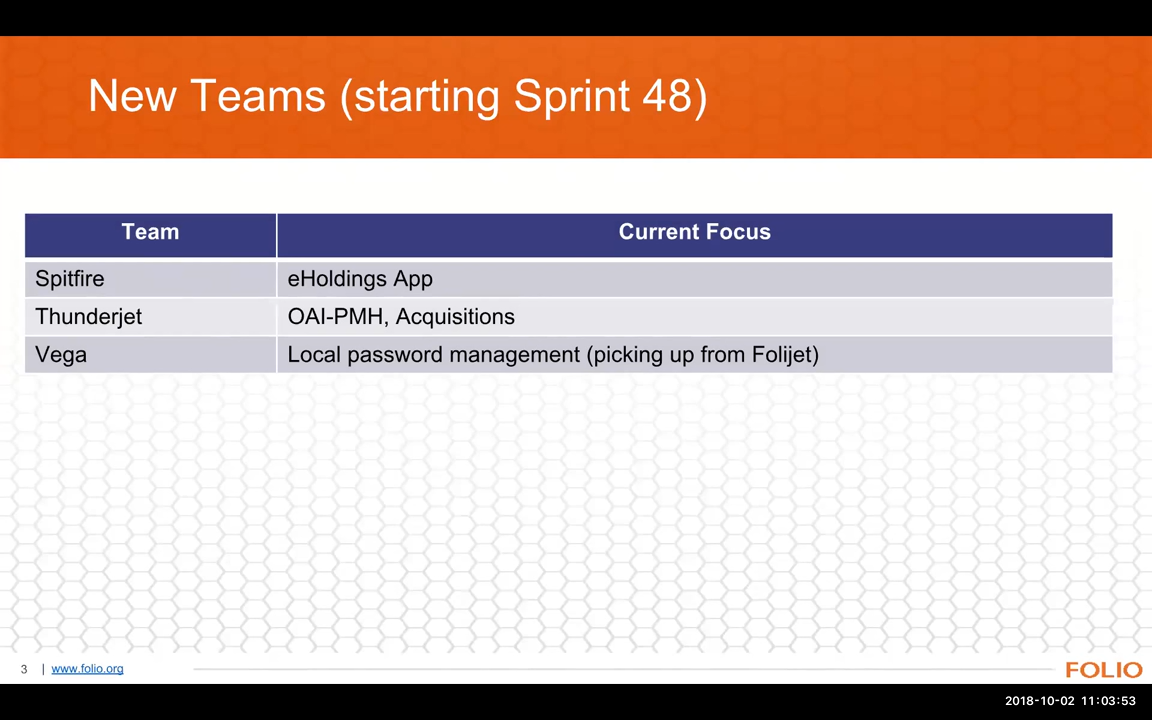 New Teams (starting Sprint 48)
Team Current Focus
Spitfire eHoldings App
Thunderjet OAI-PMH, Acquisitions
Vega Local password management (picking up from Folijet)
3 | www.folio.org FOLIO
2018-10-02 11:03:53